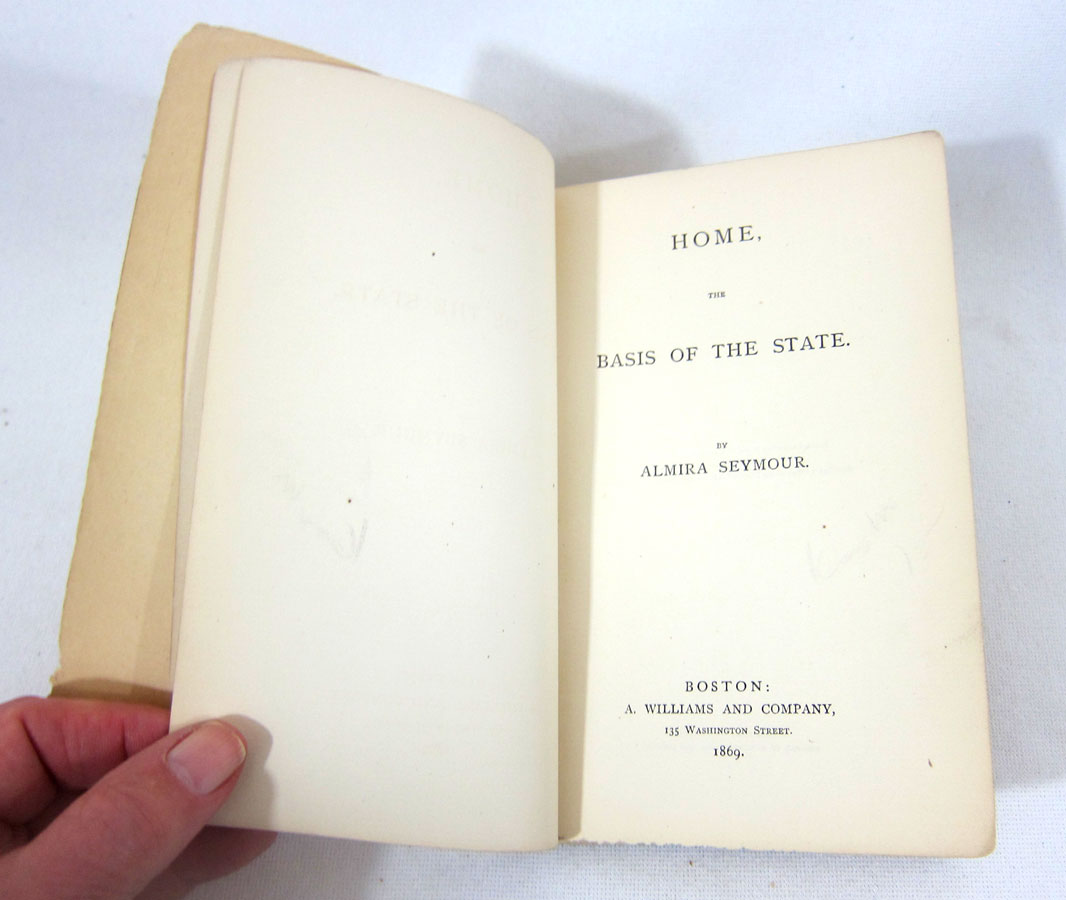 HOME,
THE
BASIS OF THE STATE.
BY
ALMIRA SEYMOUR.
BOSTON:
A. WILLIAMS AND COMPANY,
135 WASHINGTON STREET.
1869.